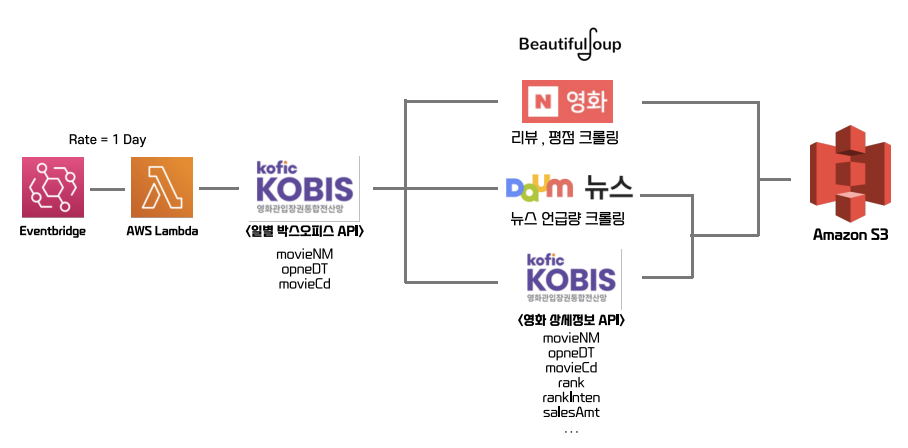 BeautifulSoup
N 영화
리뷰 , 평점 크롤링
Rate = 1 Day
Eventbridge
AWS Lambda
kofic
KOBIS
영화관입장권통합전산망
<일별 박스오피스 API>
movieNM
opneDT
movieCd
Daum 뉴스
뉴스 언급량 크롤링
kofic
KOBIS
영화관입장권통합전산망
<영화 상세정보 API>
movieNM
opneDT
movieCd
rank
rankInten
salesAmt
...
Amazon S3